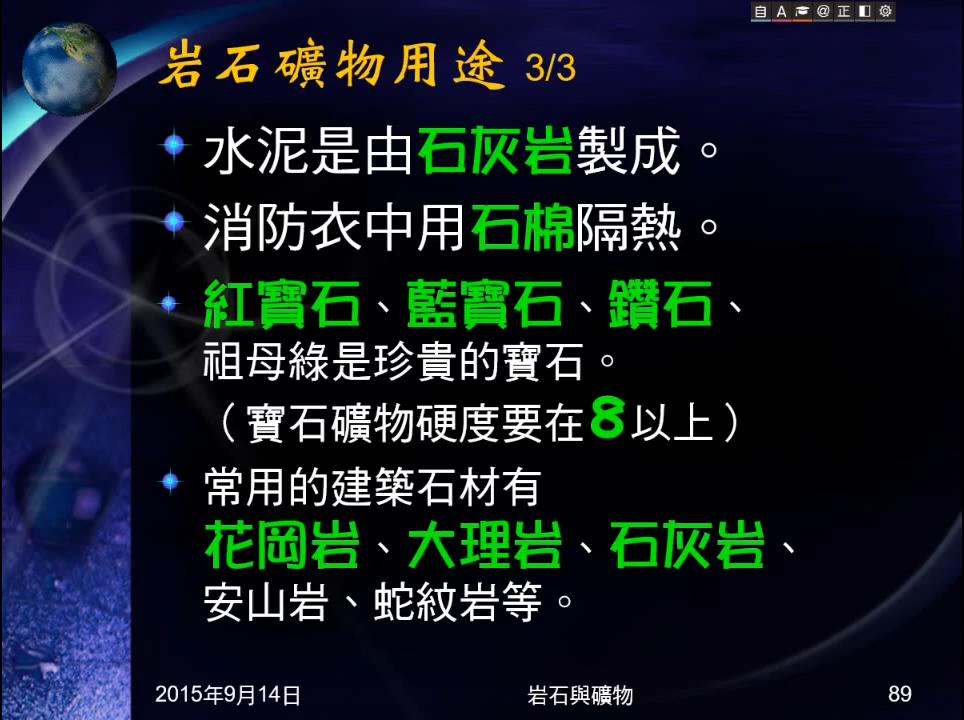 自 A @ 正
岩石礦物用途 3/3
水泥是由石灰岩製成。
消防衣中用石棉隔熱。
紅寶石、藍寶石、鑽石、
祖母綠是珍貴的寶石。
（寶石礦物硬度要在8以上）
常用的建築石材有
花岡岩、大理岩、石灰岩、
安山岩、蛇紋岩等。
2015年9月14日 岩石與礦物 89